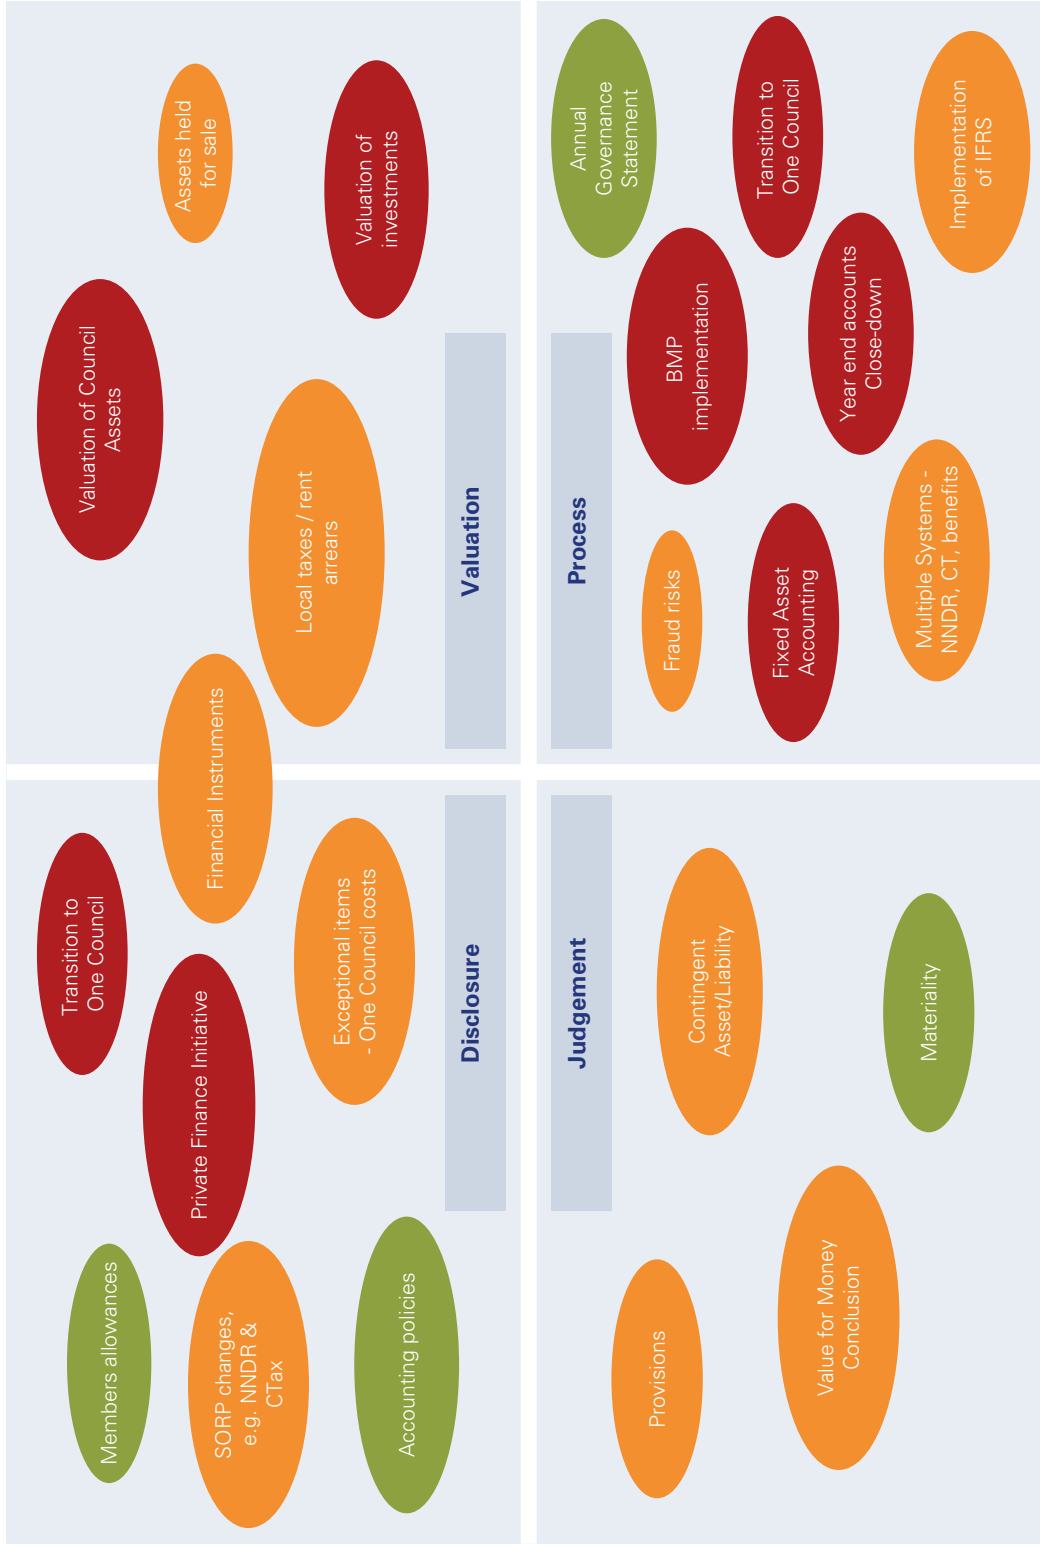 Members allowances
SORP changes,
e.g. NNDR &
CTax
Accounting policies
Transition to
One Council
Private Finance Initiative
Exceptional items
- One Council costs
Disclosure
Financial Instruments
Valuation of Council
Assets
Assets held
for sale
Local taxes / rent
arrears
Valuation of
investments
Valuation
Judgement
Provisions
Value for Money
Conclusion
Contingent
Asset/Liability
Materiality
Process
Annual
Governance
Statement
BMP
implementation
Fraud risks
Transition to
One Council
Fixed Asset
Accounting
Year end accounts
Close-down
Multiple Systems -
NNDR, CT, benefits
Implementation
of IFRS